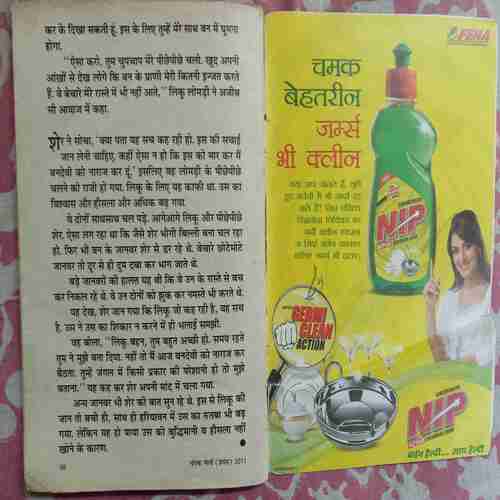 कर के दिखा सकती हूं. इस के लिए तुम्हें मेरे साथ वन में घूमना
होगा.
"ऐसा करो, तुम चुपचाप मेरे पीछेपीछे चलो. खुद अपनी
आंखों से देख लोगे कि वन के प्राणी मेरी कितनी इज्जत करते
हैं. वे बेचारे मेरे रास्ते में भी नहीं आते," लिकू लोमड़ी ने अजीब
सी आवाज में कहा.
शेर ने सोचा, 'क्या पता यह सच कह रही हो. इस की सचाई
जान लेनी चाहिए. कहीं ऐसा न हो कि इस को मार कर मैं
वनदेवी को नाराज कर दूं.' इसलिए वह लोमड़ी के पीछेपीछे
चलने को राजी हो गया. लिकू के लिए यह काफी था. उस का
विश्वास और हौसला और अधिक बढ़ गया.
वे दोनों साथसाथ चल पड़े. आगेआगे लिकू और पीछेपीछे
शेर. ऐसा लग रहा था कि जैसे शेर भीगी बिल्ली बना चल रहा
हो. फिर भी वन के जानवर शेर से डर रहे थे. बेचारे छोटेमोटे
जानवर तो दूर से ही दुम दबा कर भाग जाते थे.
बड़े जानवरों की हालत यह थी कि वे उन के रास्ते से बच
कर निकल रहे थे. वे उन दोनों को झुक कर नमस्ते भी करते थे.
यह देख, शेर जान गया कि लिकू जो कह रही है, वह सच
है. उस ने उस का शिकार न करने में ही भलाई समझी.
वह बोला, "लिकू बहन, तुम बहुत अच्छी हो. समय रहते
तुम ने मुझे बता दिया. नहीं तो मैं आज वनदेवी को नाराज कर
बैठता. तुम्हें जंगल में किसी प्रकार की परेशानी हो तो मुझे
बताना." यह कह कर शेर अपनी मांद में चला गया.
अन्य जानवर भी शेर की बात सुन रहे थे. इस से लिकू की
जान तो बची ही, साथ ही हरियावन में उस का रुतबा भी बढ़
गया. लेकिन यह हो पाया उस की बुद्धिमानी व हौसला नहीं
खोने के कारण.
2011
FENA
चमक
बेहतरीन
जर्म्स
भी क्लीन
NIP
GERMI
CLEAN
ACTION
NIP